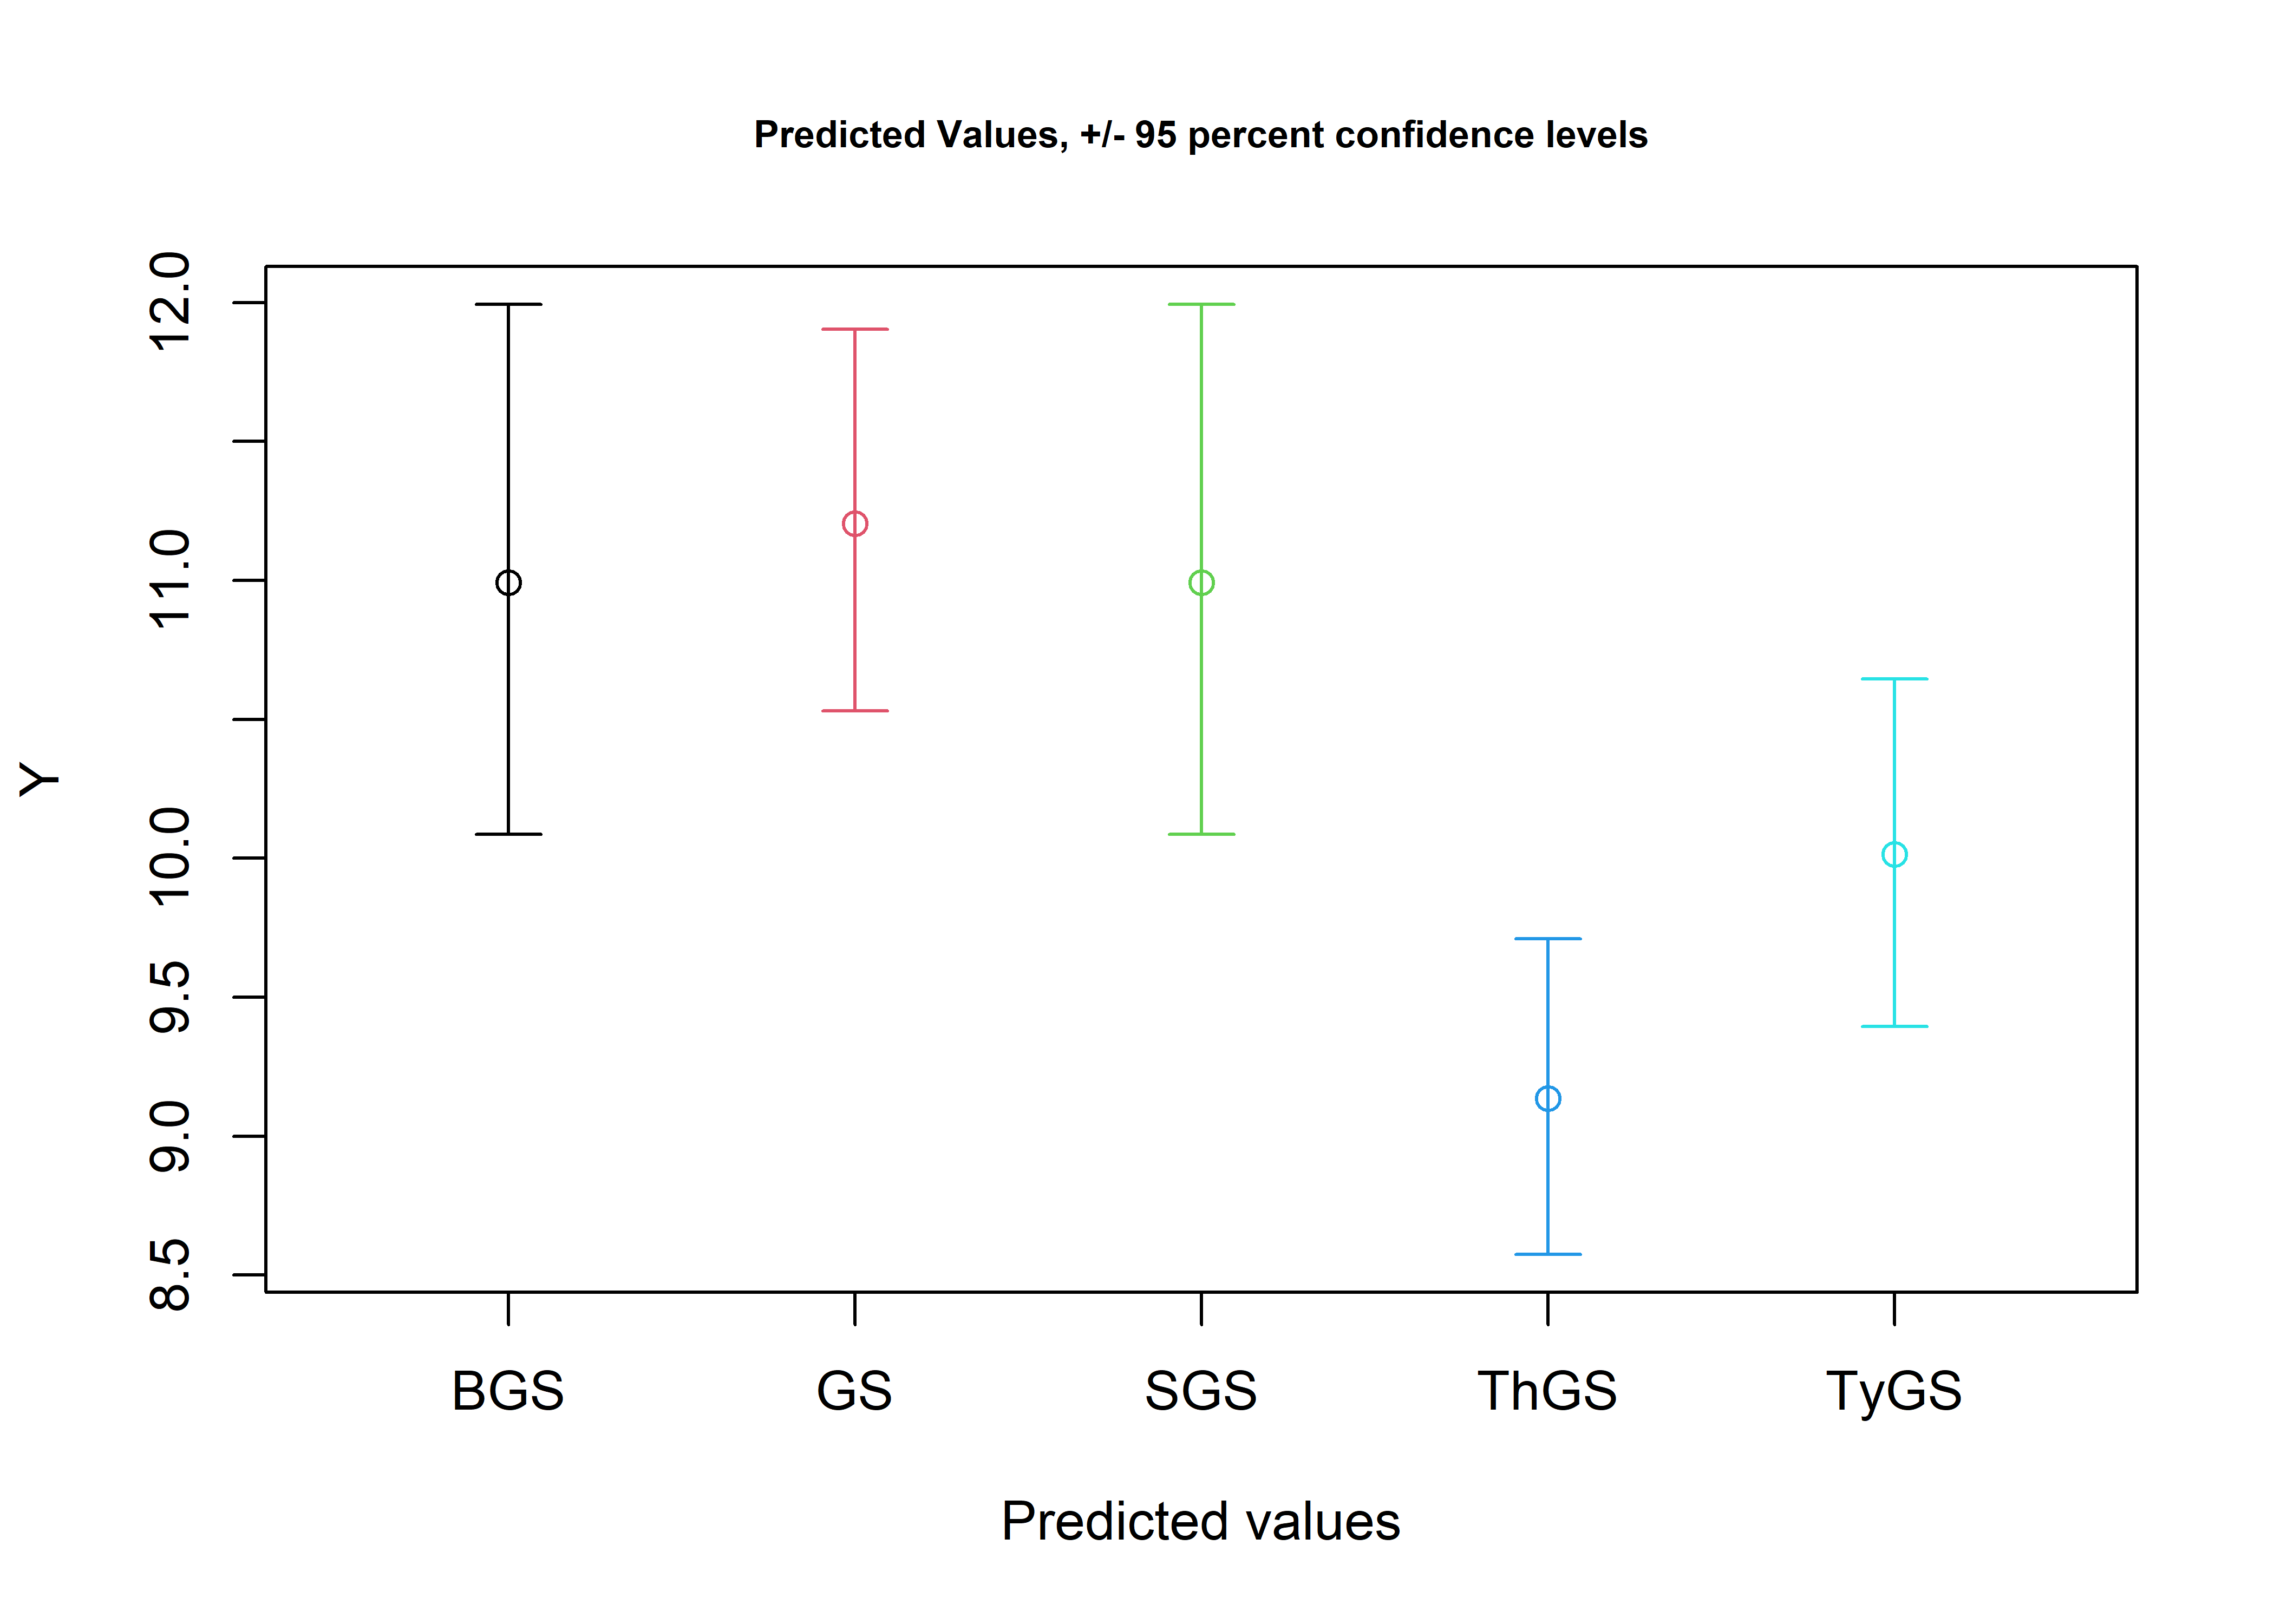 Predicted Values, +/- 95 percent confidence levels
12.0
11.0
10.0
9.5
9.0
8.5
Y
BGS GS SGS ThGS TyGS
Predicted values